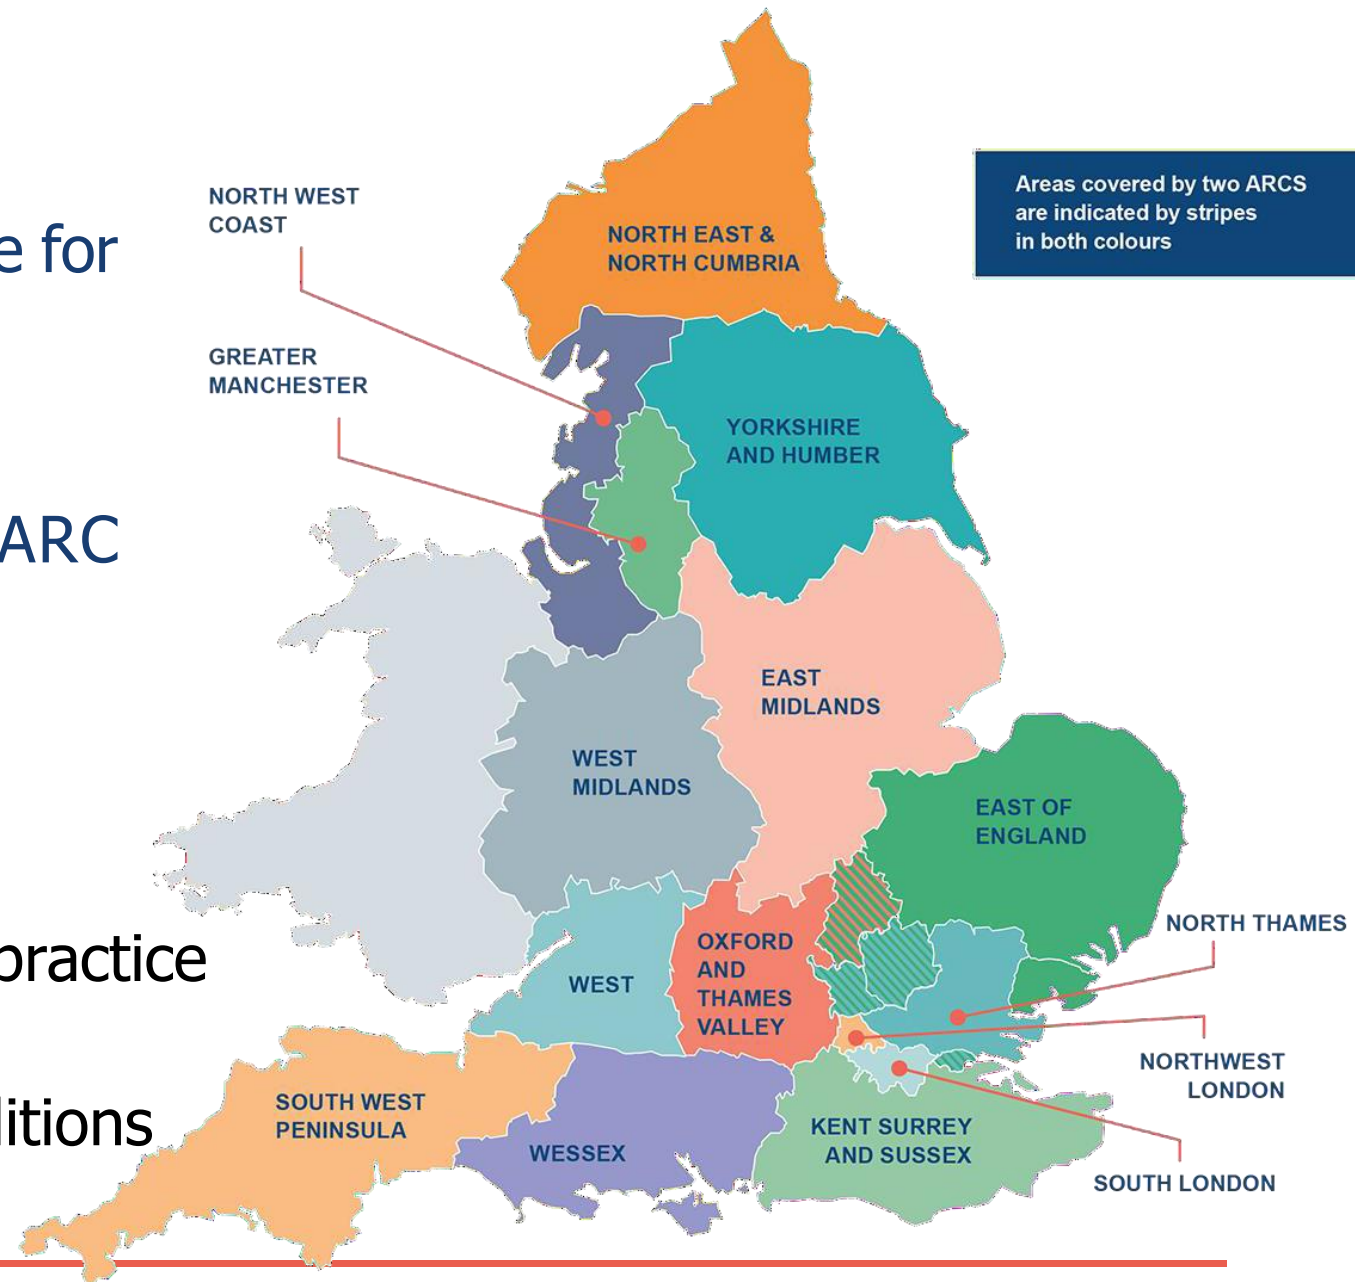 e for
ARC
practice
litions
NORTH WEST
COAST
GREATER
MANCHESTER
NORTH EAST &
NORTH CUMBRIA
Areas covered by two ARCS
are indicated by stripes
in both colours
YORKSHIRE
AND HUMBER
EAST
MIDLANDS
WEST
MIDLANDS
EAST OF
ENGLAND
NORTH THAMES
OXFORD
AND
THAMES
VALLEY
WEST
NORTHWEST
LONDON
SOUTH WEST
PENINSULA
WESSEX
KENT SURREY
AND SUSSEX
SOUTH LONDON